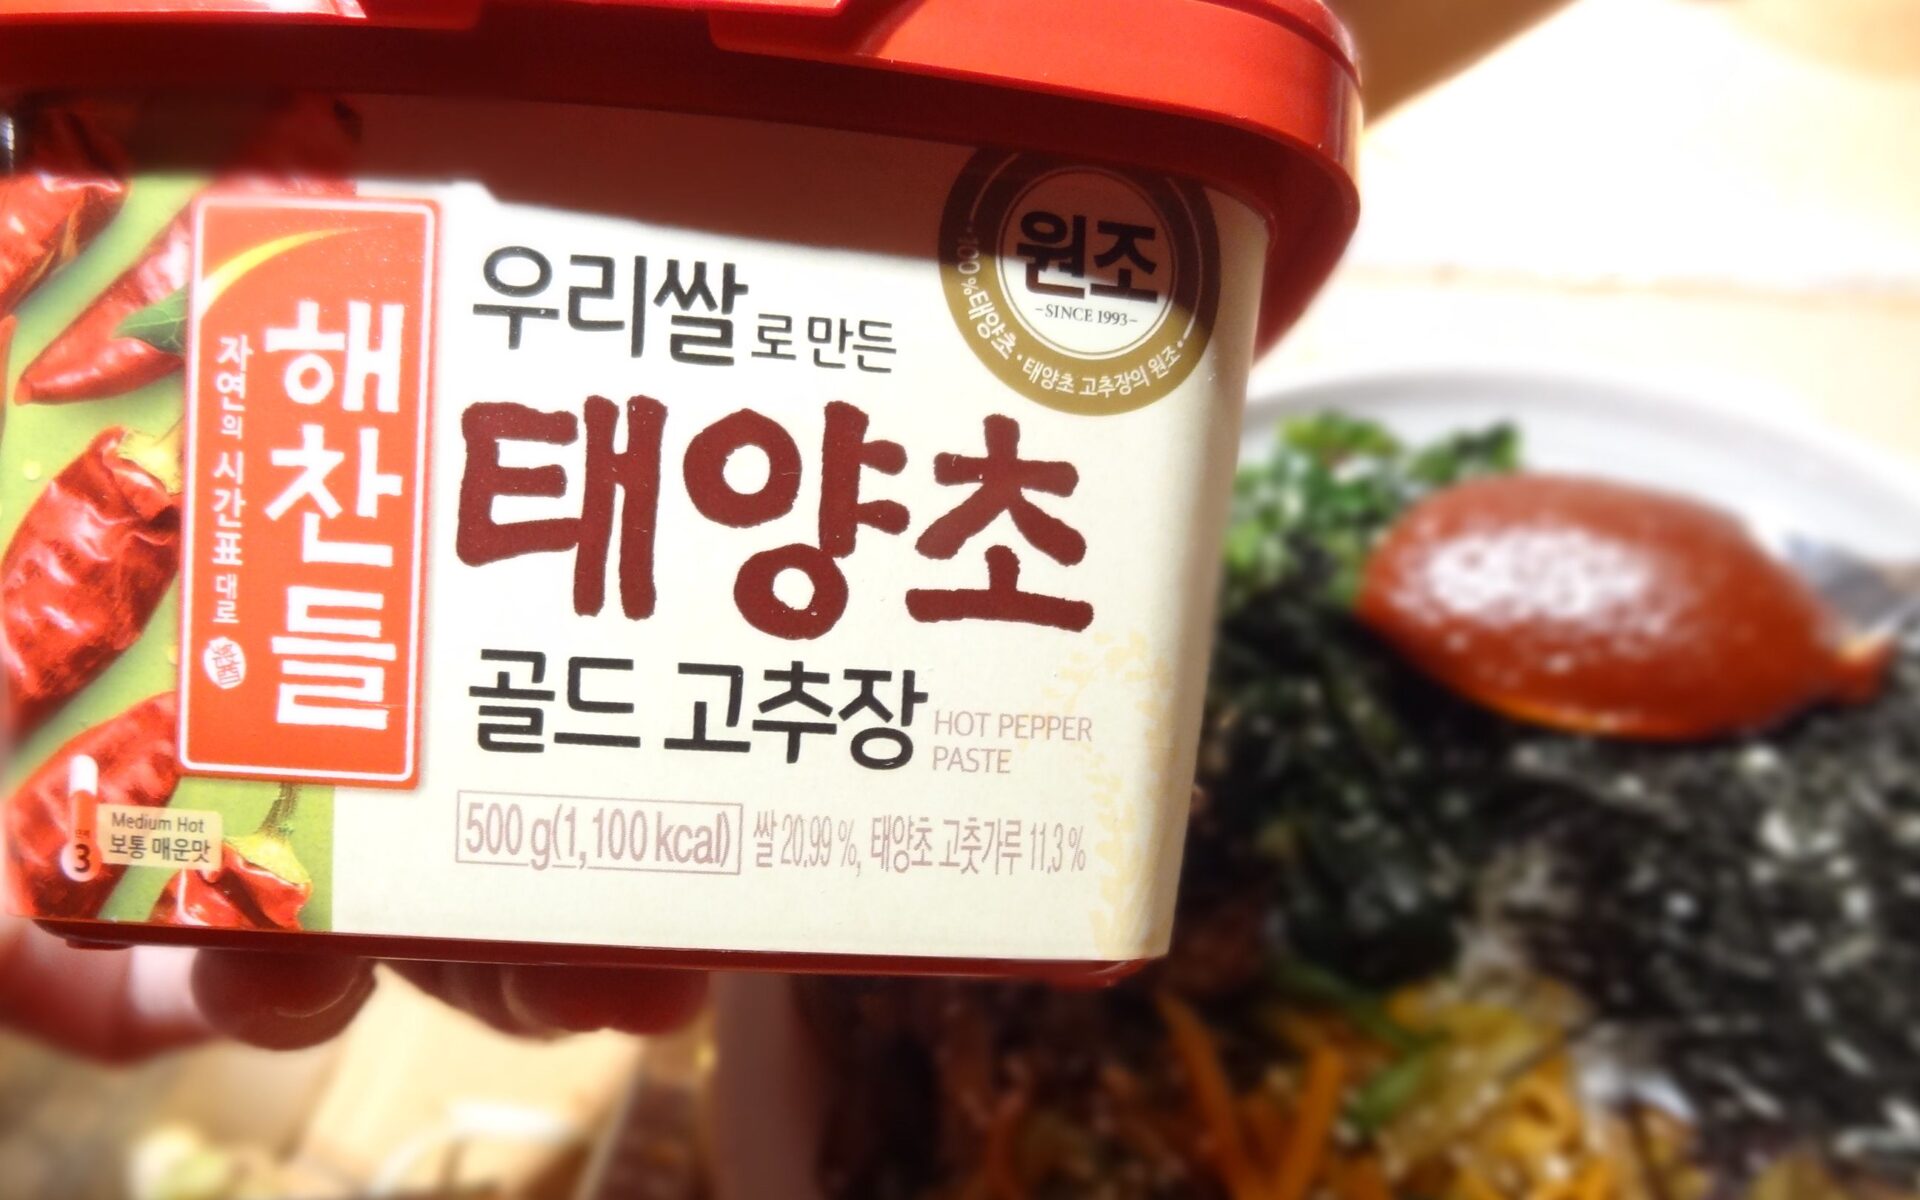 해찬들
자연의 시간표대로
우리쌀로 만든
태양초
골드 고추장
HOT PEPPER
PASTE
500 g(1,100 kcal)
쌀 20.99 %, 태양초 고춧가루 11.3 %
원조
-SINCE 1993-
100%태양초 · 태양초 고추장의 원조
Medium Hot
보통 매운맛
3